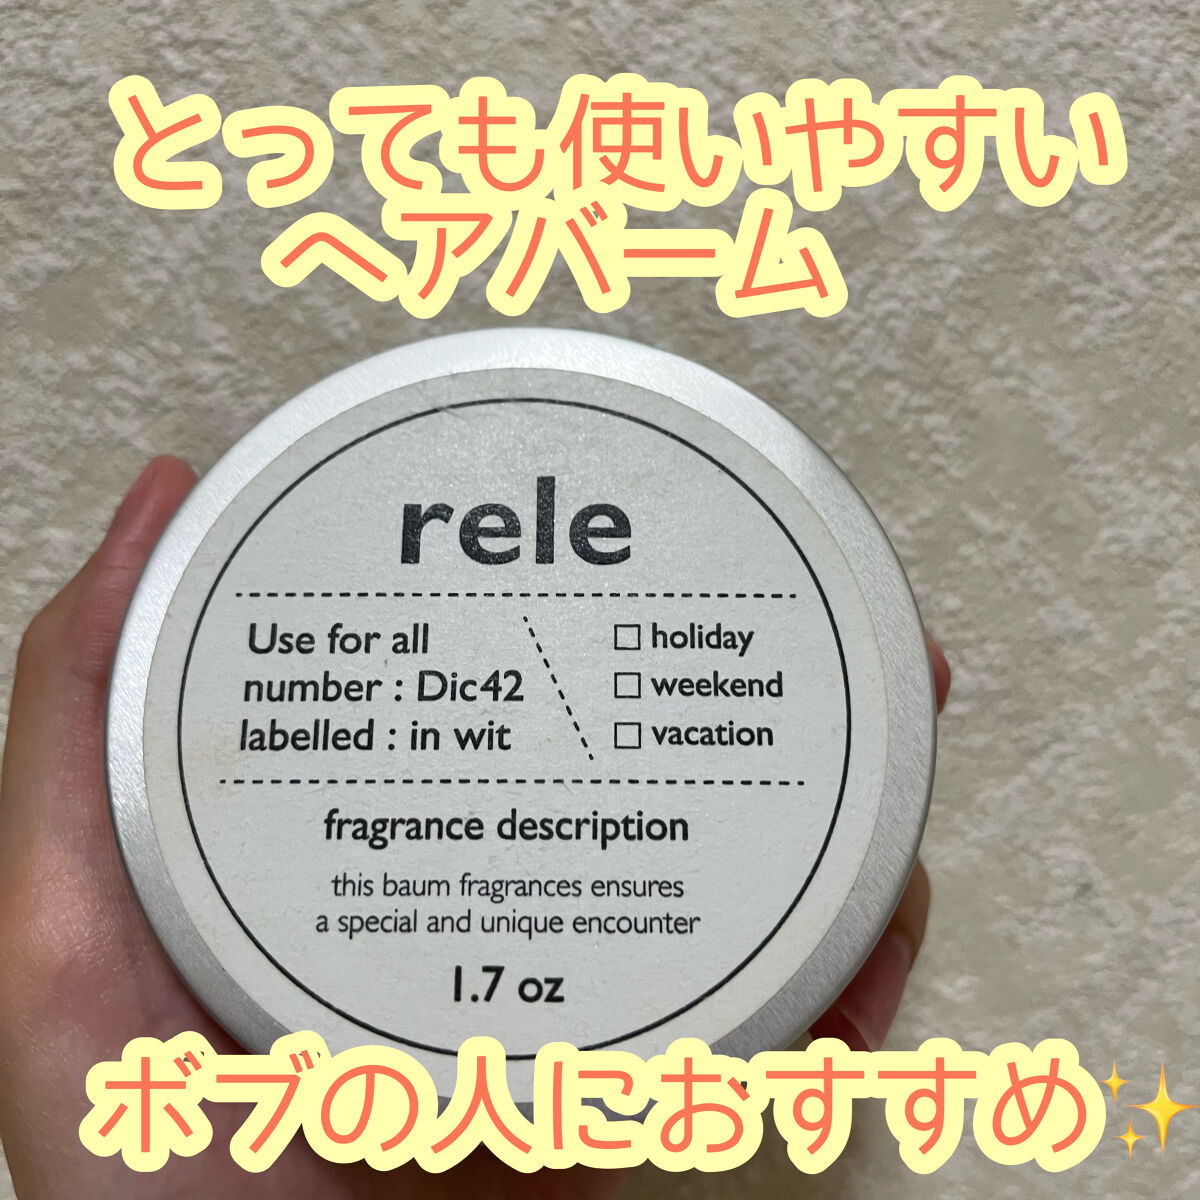 とっても使いやすい
ヘアバーム
rele
Use for all
number : Dic42
labelled : in wit
□ holiday
□ weekend
□ vacation
fragrance description
this baum fragrances ensures
a special and unique encounter
1.7 oz
ボブの人におすすめ✨